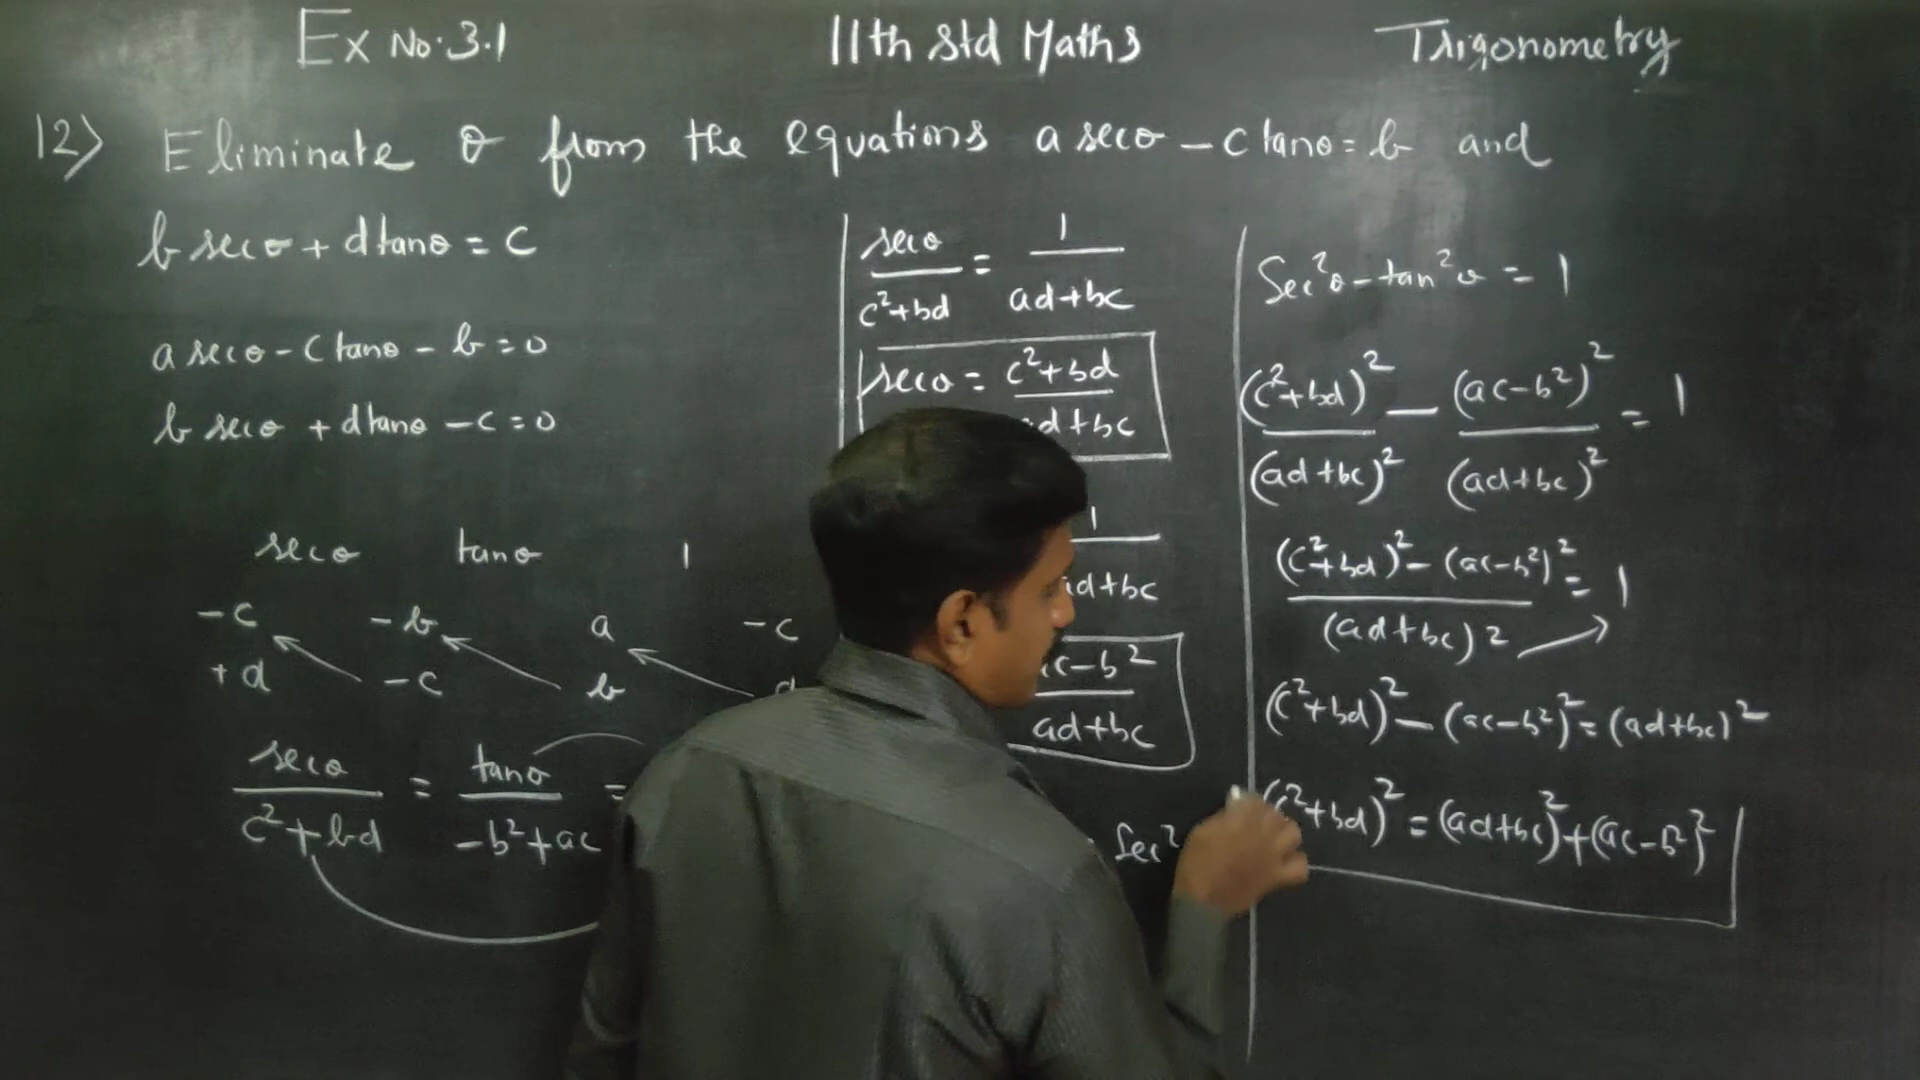 Ex No. 3.1
11th Std Maths
Trigonometry
12) Eliminate θ from the equations a secθ - c tanθ = b and
b secθ + d tanθ = c
a secθ - c tanθ - b = 0
b secθ + d tanθ - c = 0
secθ tanθ 1
-c -b a -c
+d -c b d
secθ/c²+bd = tanθ/-b²+ac =
secθ/c²+bd = 1/ad+bc
secθ = c²+bd/ad+bc
1/ad+bc
ac-b²/ad+bc
Sec²
Sec²θ - tan²θ = 1
(c²+bd)²/(ad+bc)² - (ac-b²)²/(ad+bc)² = 1
(c²+bd)² - (ac-b²)²/(ad+bc)² = 1
(c²+bd)² - (ac-b²)² = (ad+bc)²
(c²+bd)² = (ad+bc)² + (ac-b²)²